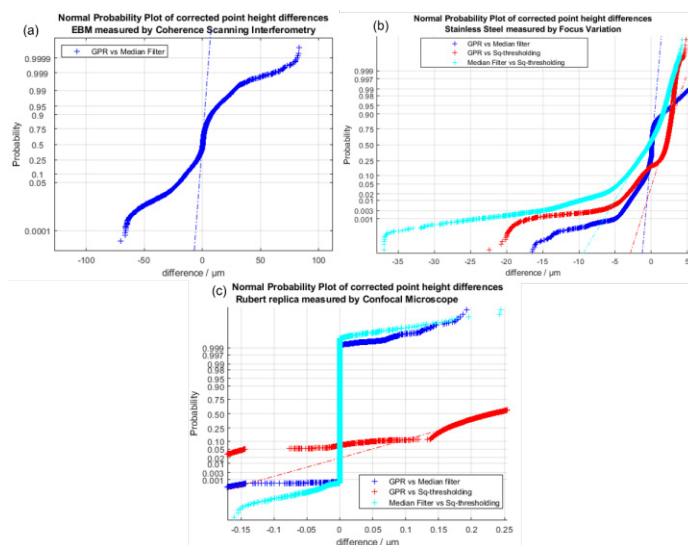 (a)
Normal Probability Plot of corrected point height differences
EBM measured by Coherence Scanning Interferometry
GPR vs Median Filter
Probability
0.9999
0.999
0.99
0.95
0.9
0.75
0.5
0.25
0.1
0.05
0.0001
-100
-50
0
50
100
difference / µm
(b)
Normal Probability Plot of corrected point height differences
Stainless Steel measured by Focus Variation
GPR vs Median filter
GPR vs Sq-thresholding
Median Filter vs Sq-thresholding
Probability
0.999
0.997
0.99
0.98
0.95
0.90
0.75
0.50
0.25
0.10
0.05
0.02
0.01
0.003
0.001
-35
-30
-25
-20
-15
-10
-5
0
5
difference / µm
(c)
Normal Probability Plot of corrected point height differences
Rubert replica measured by Confocal Microscope
Probability
0.999
0.997
0.99
0.98
0.95
0.90
0.75
0.50
0.25
0.10
0.05
0.02
0.01
0.003
0.001
GPR vs Median filter
GPR vs Sq-thresholding
Median Filter vs Sq-thresholding
-0.15
-0.1
-0.05
0
0.05
0.1
0.15
0.2
0.25
difference / µm